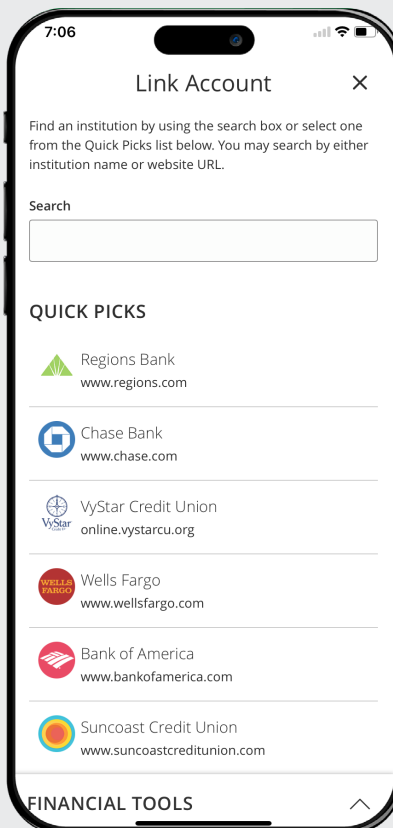 7:06
Link Account
Find an institution by using the search box or select one
from the Quick Picks list below. You may search by either
institution name or website URL.
Search
QUICK PICKS
Regions Bank
www.regions.com
Chase Bank
www.chase.com
VyStar
VyStar Credit Union
online.vystarcu.org
WELLS
FARGO
Wells Fargo
www.wellsfargo.com
Bank of America
www.bankofamerica.com
Suncoast Credit Union
www.suncoastcreditunion.com
FINANCIAL TOOLS